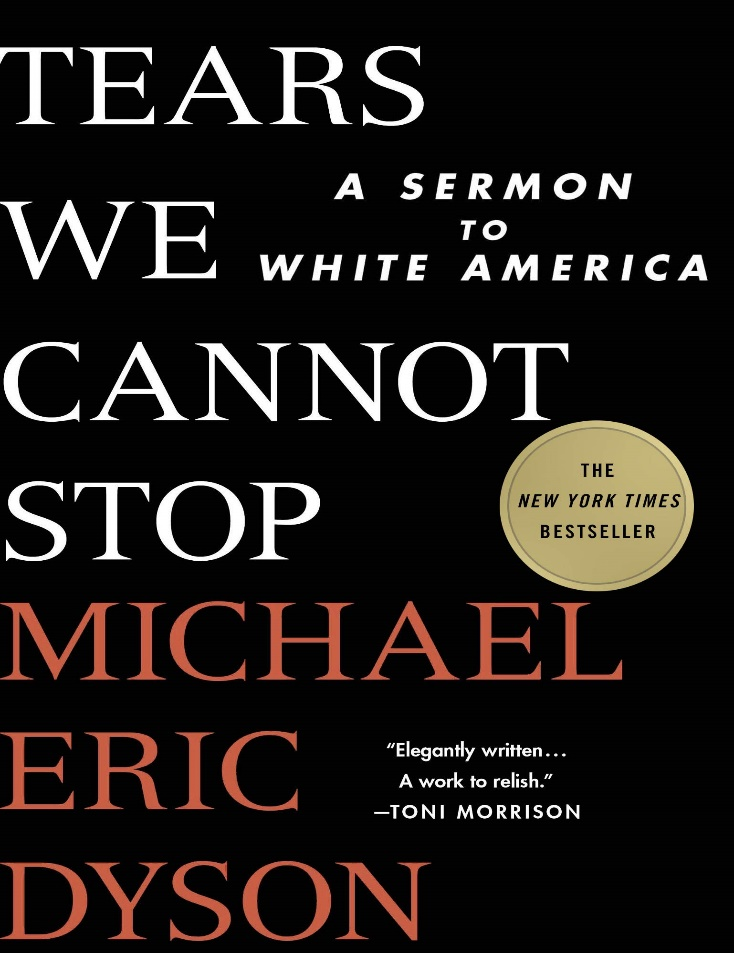 TEARS
WE
A SERMON
TO
WHITE AMERICA
CANNOT
STOP
THE
NEW YORK TIMES
BESTSELLER
MICHAEL
ERIC
DYSON
“Elegantly written...
A work to relish.”
—TONI MORRISON